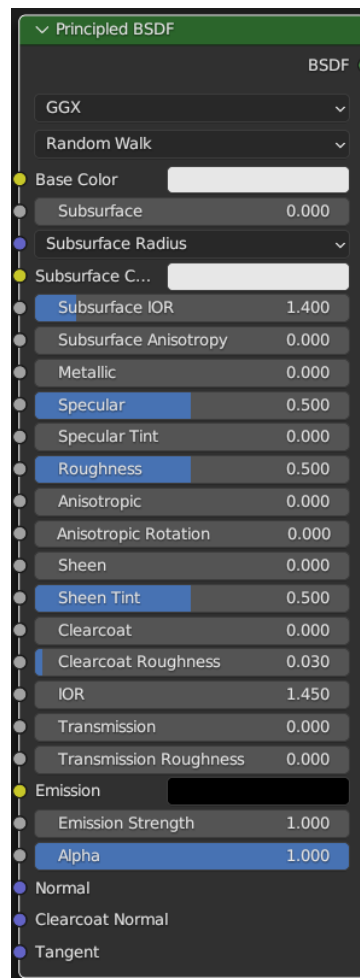 Principled BSDF
BSDF
GGX
Random Walk
Base Color
Subsurface 0.000
Subsurface Radius
Subsurface C...
Subsurface IOR 1.400
Subsurface Anisotropy 0.000
Metallic 0.000
Specular 0.500
Specular Tint 0.000
Roughness 0.500
Anisotropic 0.000
Anisotropic Rotation 0.000
Sheen 0.000
Sheen Tint 0.500
Clearcoat 0.000
Clearcoat Roughness 0.030
IOR 1.450
Transmission 0.000
Transmission Roughness 0.000
Emission
Emission Strength 1.000
Alpha 1.000
Normal
Clearcoat Normal
Tangent